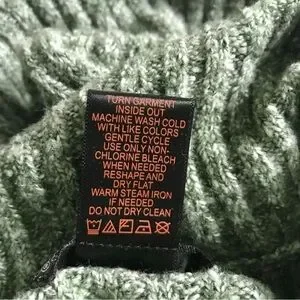 TURN GARMENT
INSIDE OUT
MACHINE WASH COLD
WITH LIKE COLORS
GENTLE CYCLE
USE ONLY NON-
CHLORINE BLEACH
WHEN NEEDED
RESHAPE AND
DRY FLAT
WARM STEAM IRON
IF NEEDED
DO NOT DRY CLEAN